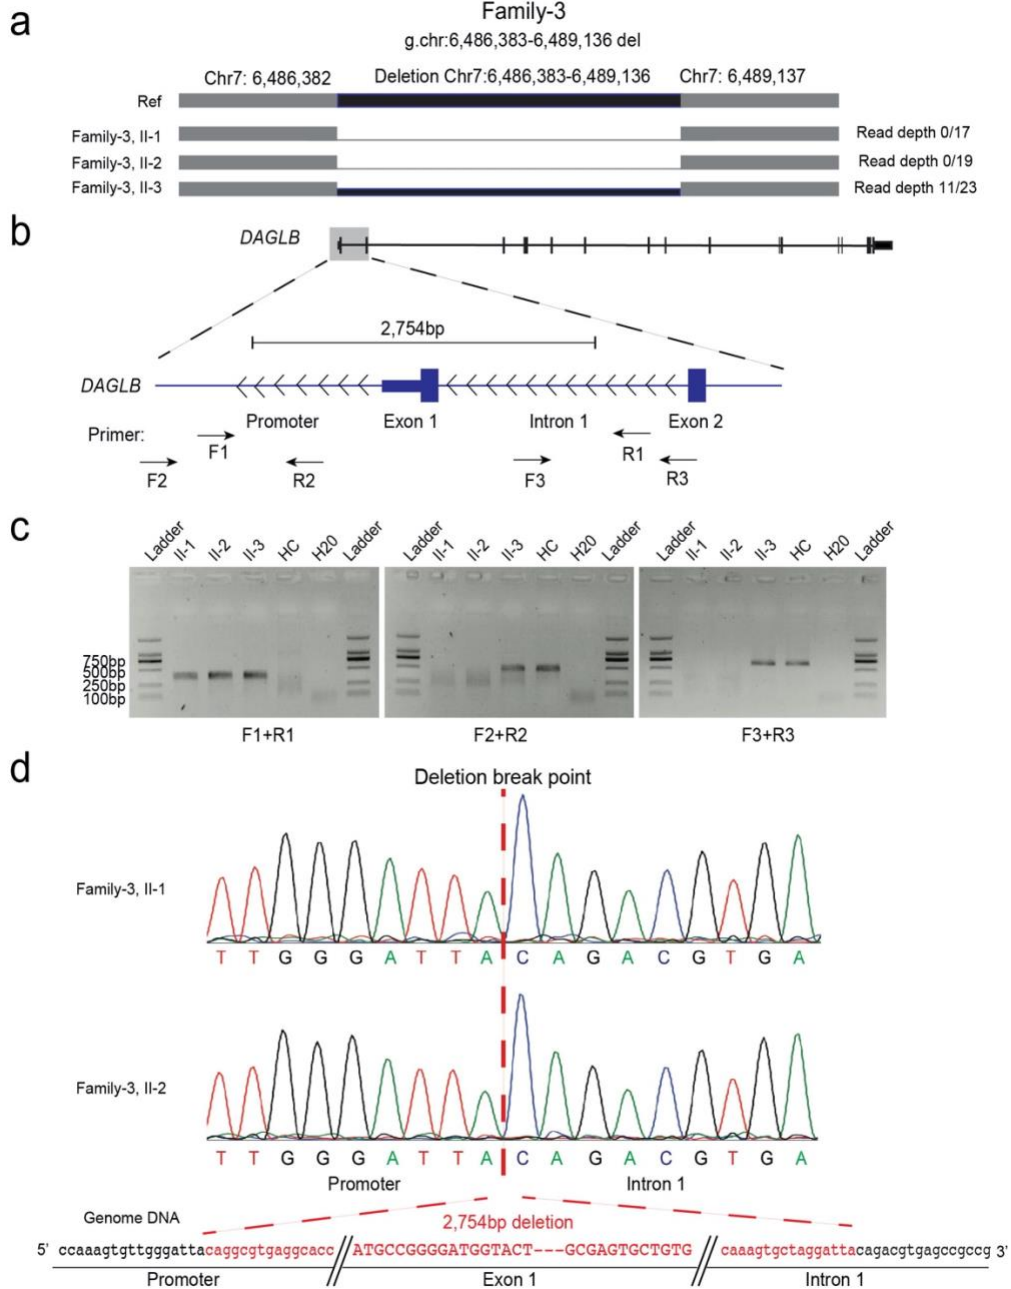 a
Family-3
g.chr:6,486,383-6,489,136 del
Chr7: 6,486,382
Deletion Chr7:6,486,383-6,489,136
Chr7: 6,489,137
Ref
Family-3, II-1
Read depth 0/17
Family-3, II-2
Read depth 0/19
Family-3, II-3
Read depth 11/23
b
DAGLB
2,754bp
DAGLB
Promoter
Exon 1
Intron 1
Exon 2
Primer:
F1
R1
F2
R2
F3
R3
c
Ladder II-1 II-2 II-3 HC H20 Ladder
Ladder II-1 II-2 II-3 HC H20 Ladder
Ladder II-1 II-2 II-3 HC H20 Ladder
750bp
500bp
250bp
100bp
F1+R1
F2+R2
F3+R3
d
Deletion break point
Family-3, II-1
T T G G G A T T A C A G A C G T G A
Family-3, II-2
T T G G G A T T A C A G A C G T G A
Promoter
Intron 1
Genome DNA
2,754bp deletion
5' ccaaagtgttgggattacaggcgtgaggcacc // ATGCCGGGGATGGTACT---GCGAGTGCTGTG // caaagtgctaggattacagacgtgagccgccg 3'
Promoter
Exon 1
Intron 1